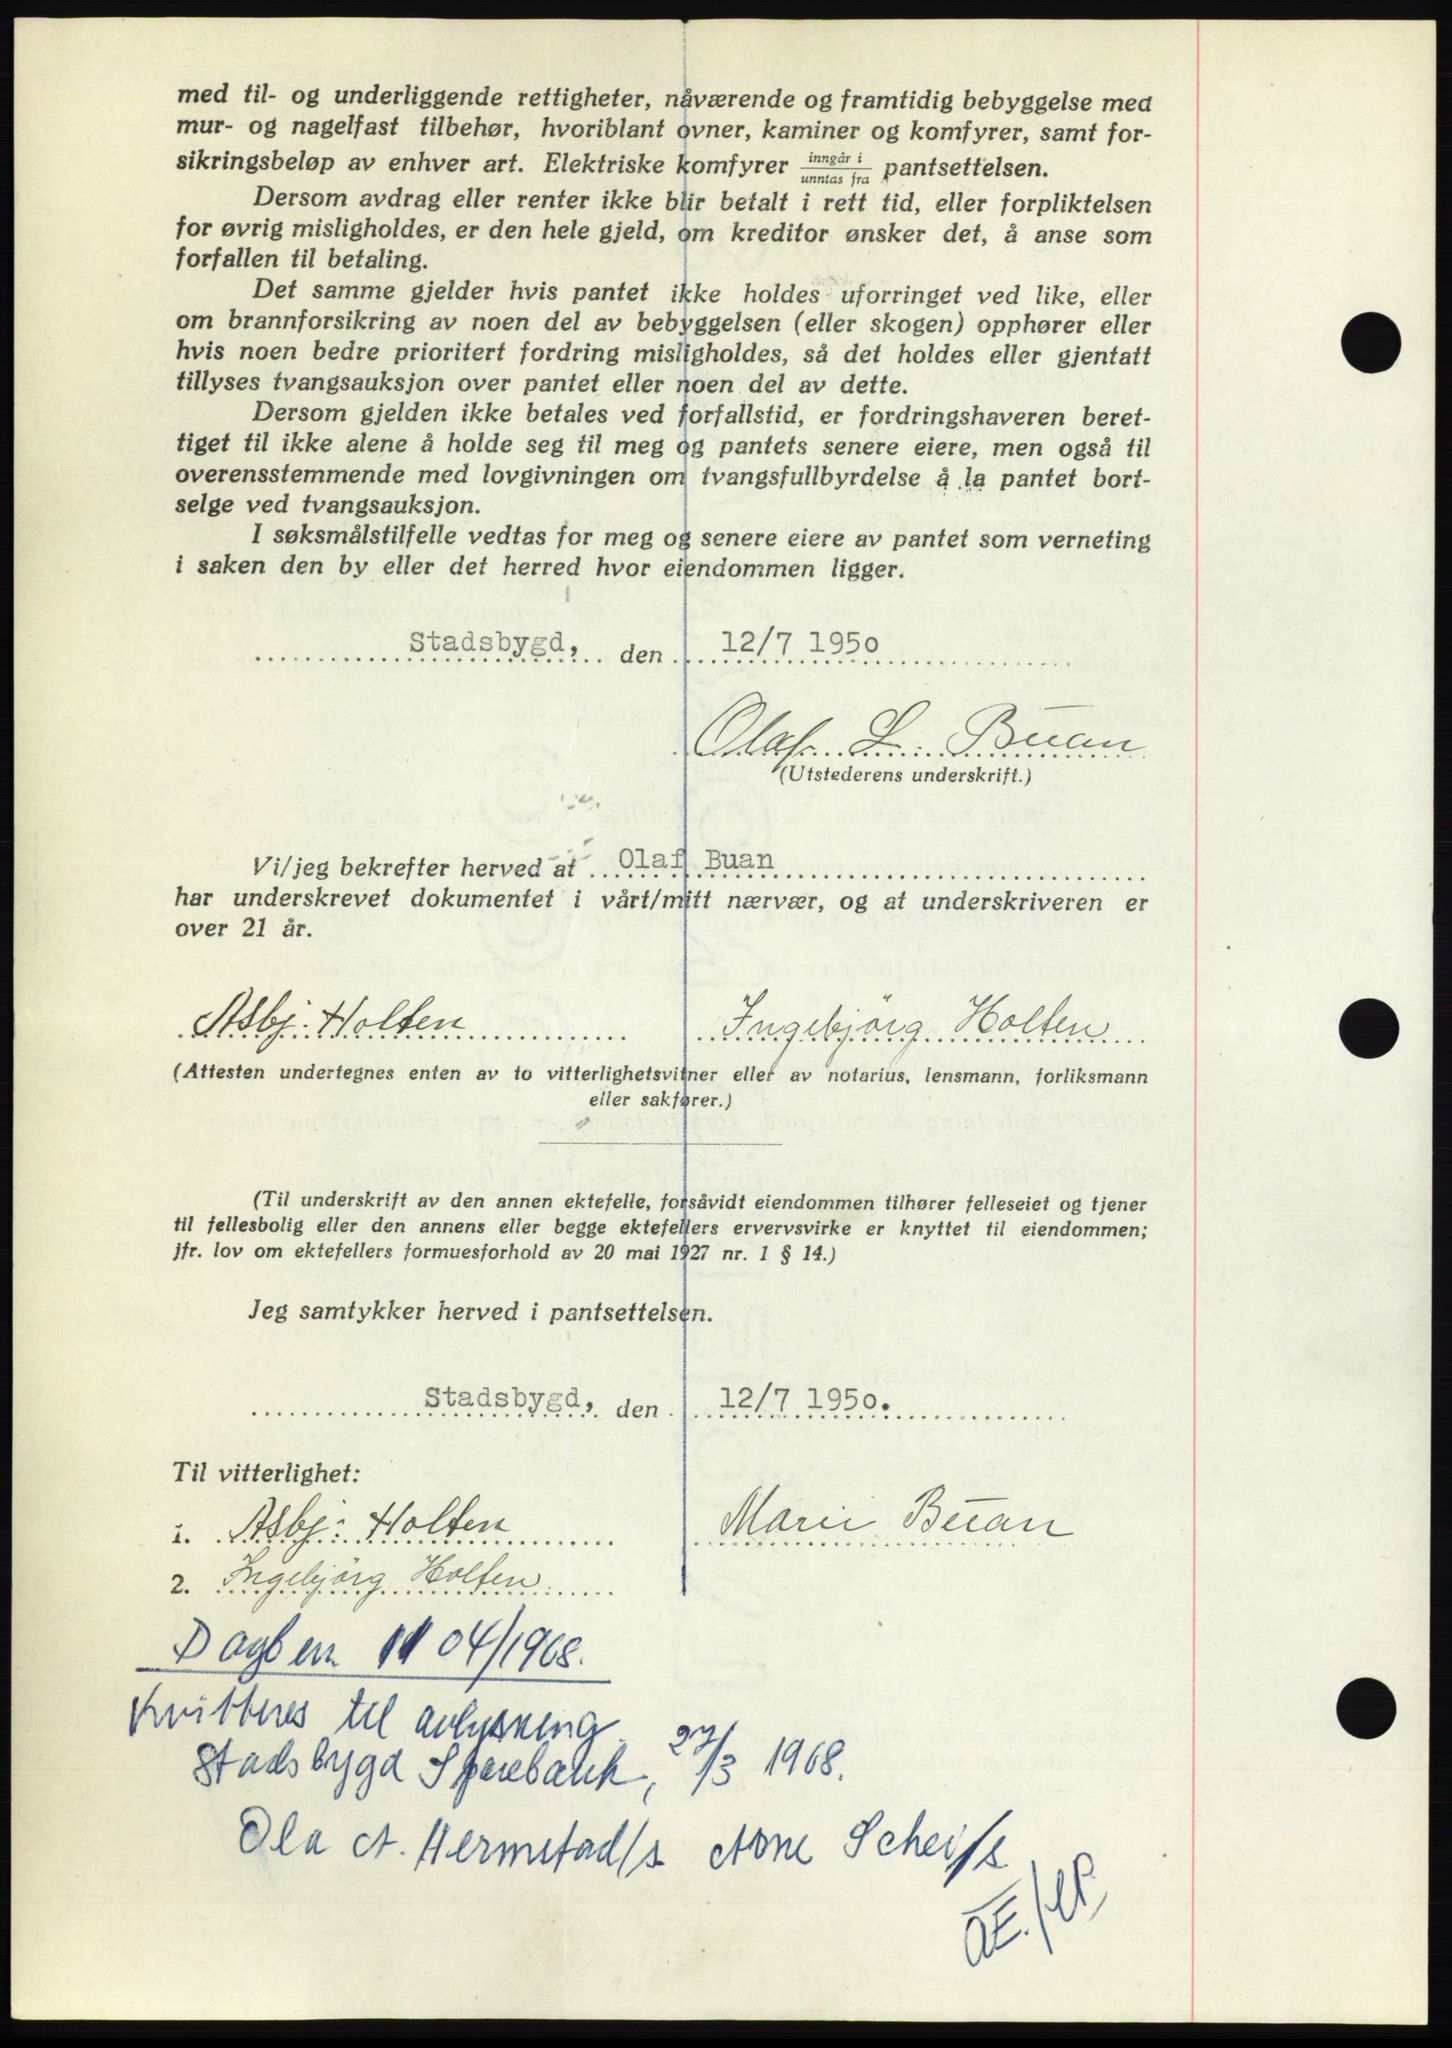 med til- og underliggende rettigheter, nåværende og framtidig bebyggelse med
mur- og nagelfast tilbehør, hvoriblant ovner, kaminer og komfyrer, samt for-
sikringsbeløp av enhver art. Elektriske komfyrer inngår i / unntas fra pantsettelsen.
Dersom avdrag eller renter ikke blir betalt i rett tid, eller forpliktelsen
for øvrig misligholdes, er den hele gjeld, om kreditor ønsker det, å anse som
forfallen til betaling.
Det samme gjelder hvis pantet ikke holdes uforringet ved like, eller
om brannforsikring av noen del av bebyggelsen (eller skogen) opphører eller
hvis noen bedre prioritert fordring misligholdes, så det holdes eller gjentatt
tillyses tvangsauksjon over pantet eller noen del av dette.
Dersom gjelden ikke betales ved forfallstid, er fordringshaveren beret-
tiget til ikke alene å holde seg til meg og pantets senere eiere, men også til
overensstemmende med lovgivningen om tvangsfullbyrdelse å la pantet bort-
selge ved tvangsauksjon.
I søksmålstilfelle vedtas for meg og senere eiere av pantet som verneting
i saken den by eller det herred hvor eiendommen ligger.
Stadsbygd, den 12/7 1950
Olaf L. Buan
(Utstederens underskrift.)
Vi/jeg bekrefter herved at Olaf Buan
har underskrevet dokumentet i vårt/mitt nærvær, og at underskriveren er
over 21 år.
Asbj. Holten Ingebjörg Holten
(Attesten undertegnes enten av to vitterlighetsvitner eller av notarius, lensmann, forliksmann
eller sakfører.)
(Til underskrift av den annen ektefelle, forsåvidt eiendommen tilhører felleseiet og tjener
til fellesbolig eller den annens eller begge ektefellers ervervsvirke er knyttet til eiendommen;
jfr. lov om ektefellers formuesforhold av 20 mai 1927 nr. 1 § 14.)
Jeg samtykker herved i pantsettelsen.
Stadsbygd, den 12/7 1950.
Til vitterlighet:
1. Asbj: Holten Marie Buan
2. Ingebjörg Holten
Dagb nr. 1104/1968.
Kvitteres til avlysning.
Stadsbygd Sparebank, 27/3 1968.
Ola A. Hermstad/s Arne Schei/s